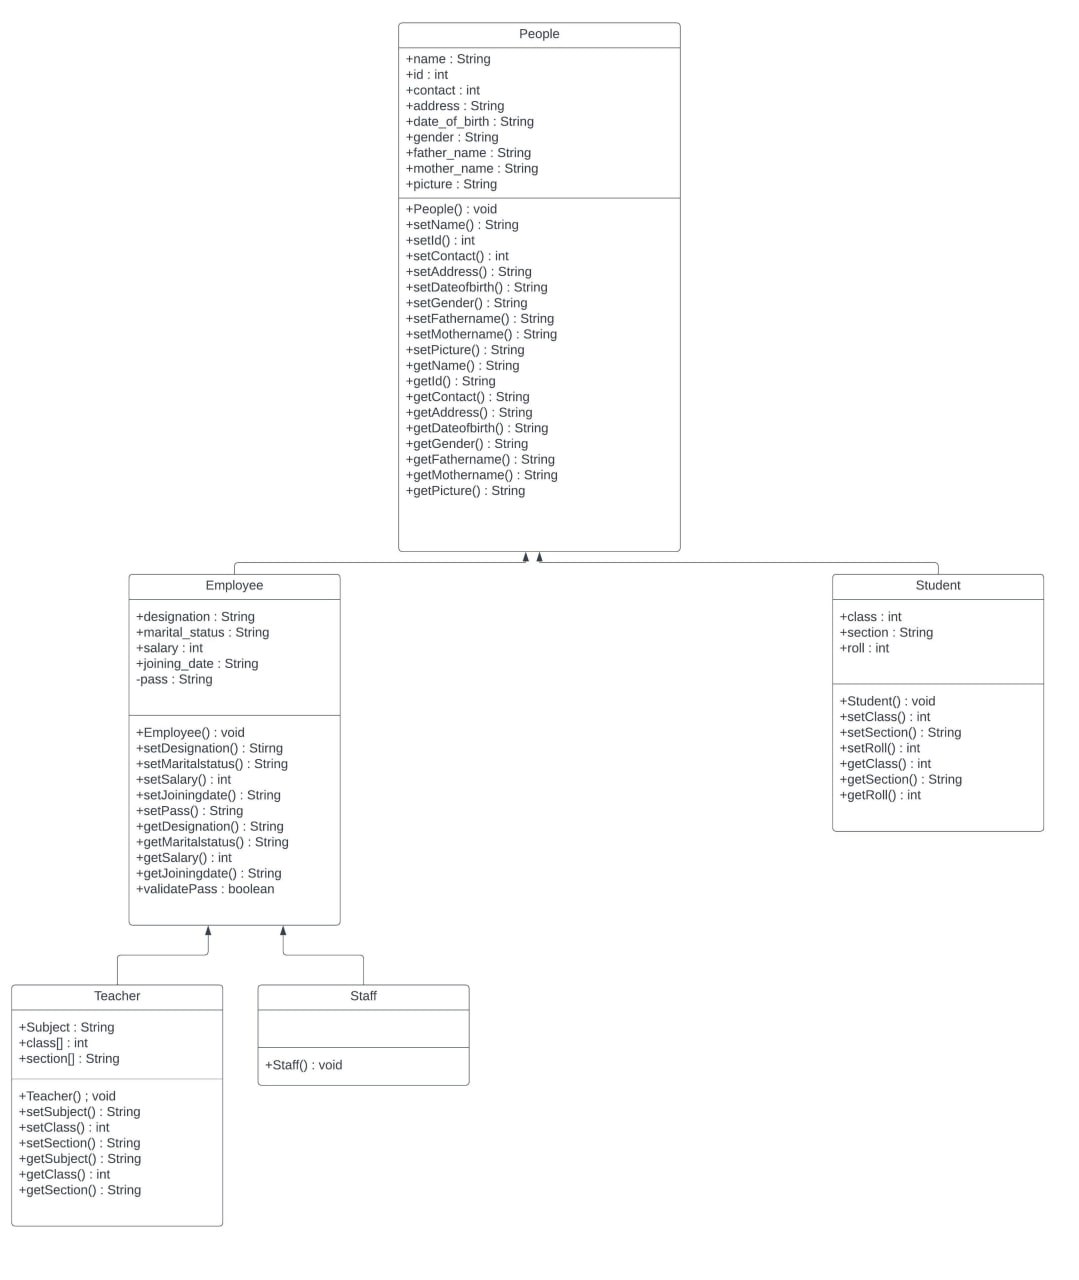 People
+name : String
+id : int
+contact : int
+address : String
+date_of_birth : String
+gender : String
+father_name : String
+mother_name : String
+picture : String
+People() : void
+setName() : String
+setId() : int
+setContact() : int
+setAddress() : String
+setDateofbirth() : String
+setGender() : String
+setFathername() : String
+setMothername() : String
+setPicture() : String
+getName() : String
+getId() : String
+getContact() : String
+getAddress() : String
+getDateofbirth() : String
+getGender() : String
+getFathername() : String
+getMothername() : String
+getPicture() : String
Employee
+designation : String
+marital_status : String
+salary : int
+joining_date : String
-pass : String
+Employee() : void
+setDesignation() : Stirng
+setMaritalstatus() : String
+setSalary() : int
+setJoiningdate() : String
+setPass() : String
+getDesignation() : String
+getMaritalstatus() : String
+getSalary() : int
+getJoiningdate() : String
+validatePass : boolean
Student
+class : int
+section : String
+roll : int
+Student() : void
+setClass() : int
+setSection() : String
+setRoll() : int
+getClass() : int
+getSection() : String
+getRoll() : int
Teacher
+Subject : String
+class[] : int
+section[] : String
+Teacher() ; void
+setSubject() : String
+setClass() : int
+setSection() : String
+getSubject() : String
+getClass() : int
+getSection() : String
Staff
+Staff() : void